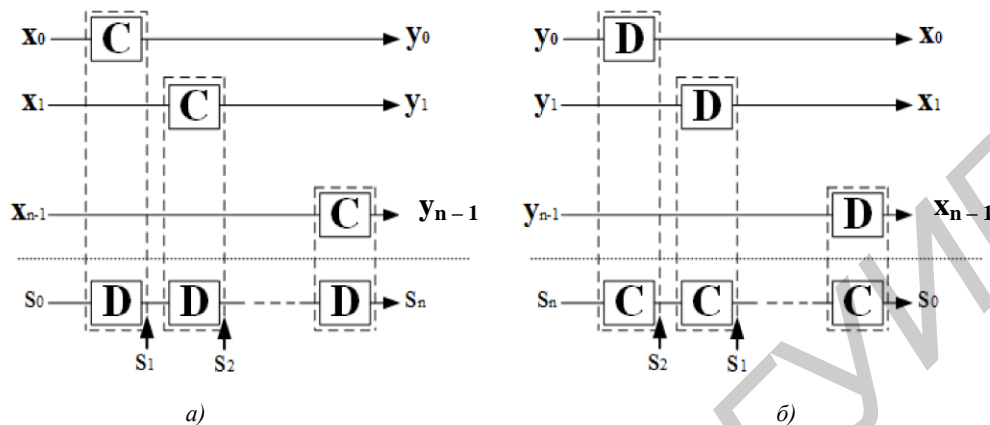 x₀ C y₀
x₁ C y₁
xₙ₋₁ C yₙ₋₁
s₀ D D D sₙ
s₁ s₂
а)
y₀ D x₀
y₁ D x₁
yₙ₋₁ D xₙ₋₁
sₙ C C C s₀
s₂ s₁
б)
ГУИР